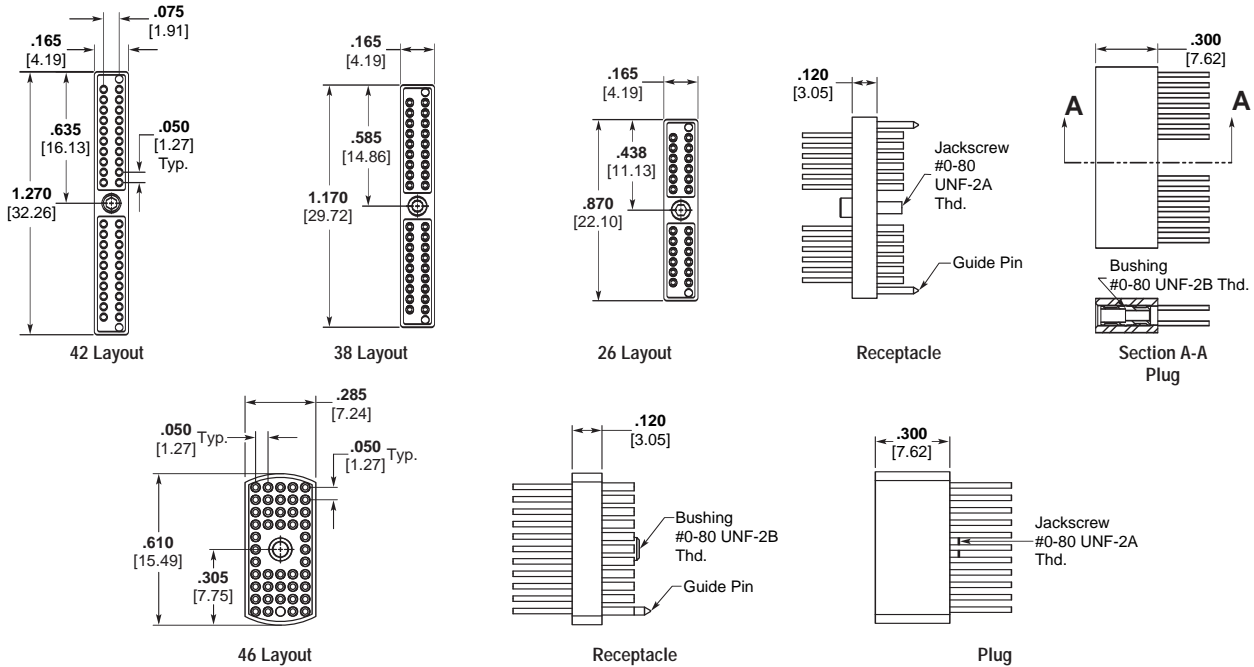 .075
[1.91]
.165
[4.19]
.635
[16.13]
.050
[1.27]
Typ.
1.270
[32.26]
42 Layout
.165
[4.19]
.585
[14.86]
1.170
[29.72]
38 Layout
.165
[4.19]
.438
[11.13]
.870
[22.10]
26 Layout
.120
[3.05]
Jackscrew
#0-80
UNF-2A
Thd.
Guide Pin
Receptacle
.300
[7.62]
A
A
Bushing
#0-80 UNF-2B Thd.
Section A-A
Plug
.285
[7.24]
.050
[1.27] Typ.
.050
[1.27] Typ.
.610
[15.49]
.305
[7.75]
46 Layout
.120
[3.05]
Bushing
#0-80 UNF-2B
Thd.
Guide Pin
Receptacle
.300
[7.62]
Jackscrew
#0-80 UNF-2A
Thd.
Plug